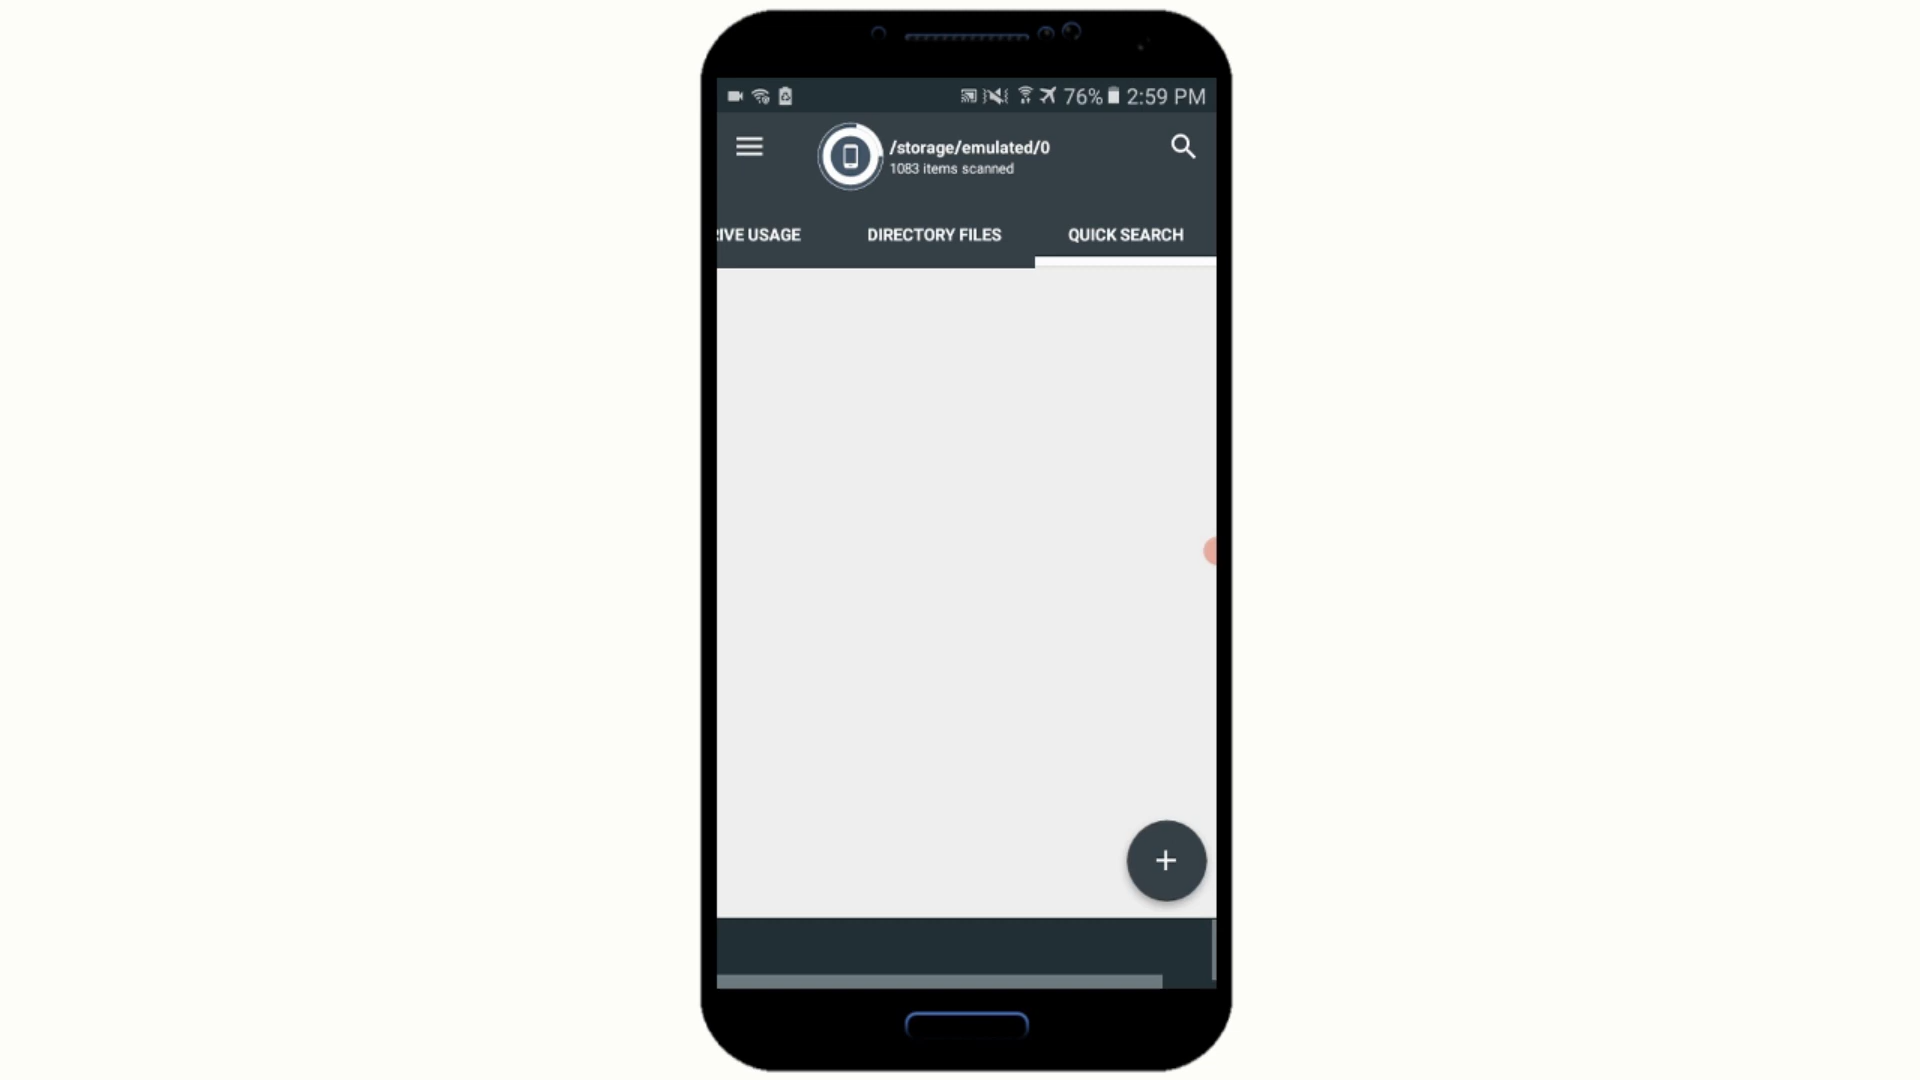 76% 2:59 PM
/storage/emulated/0
1083 items scanned
IVE USAGE DIRECTORY FILES QUICK SEARCH